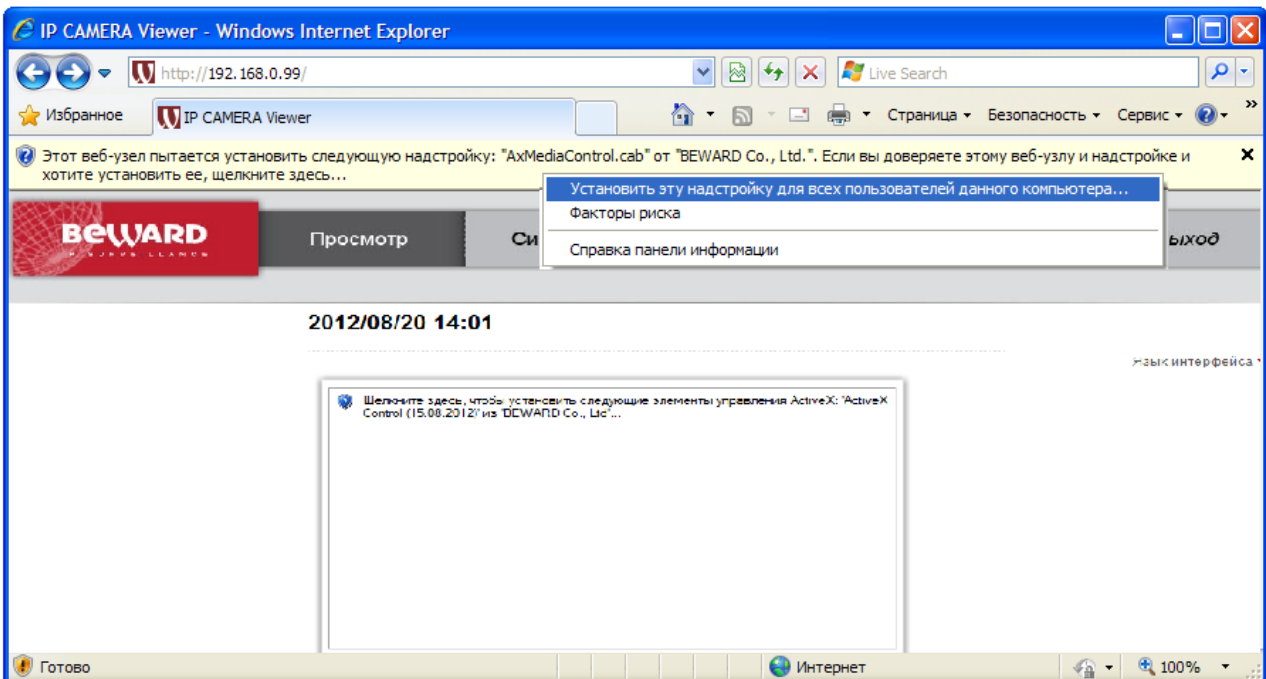 IP CAMERA Viewer - Windows Internet Explorer
http://192.168.0.99/
Live Search
Избранное
IP CAMERA Viewer
Страница
Безопасность
Сервис
»
Этот веб-узел пытается установить следующую надстройку: "AxMediaControl.cab" от "BEWARD Co., Ltd.". Если вы доверяете этому веб-узлу и надстройке и
хотите установить ее, щелкните здесь...
Установить эту надстройку для всех пользователей данного компьютера...
Факторы риска
Справка панели информации
BEWARD
Просмотр
Си
ыход
2012/08/20 14:01
Язык интерфейса
Щелкните здесь, чтобы установить следующие элементы управления ActiveX: "ActiveX
Control (15.08.2012)" из "BEWARD Co., Ltd"...
Готово
Интернет
100%